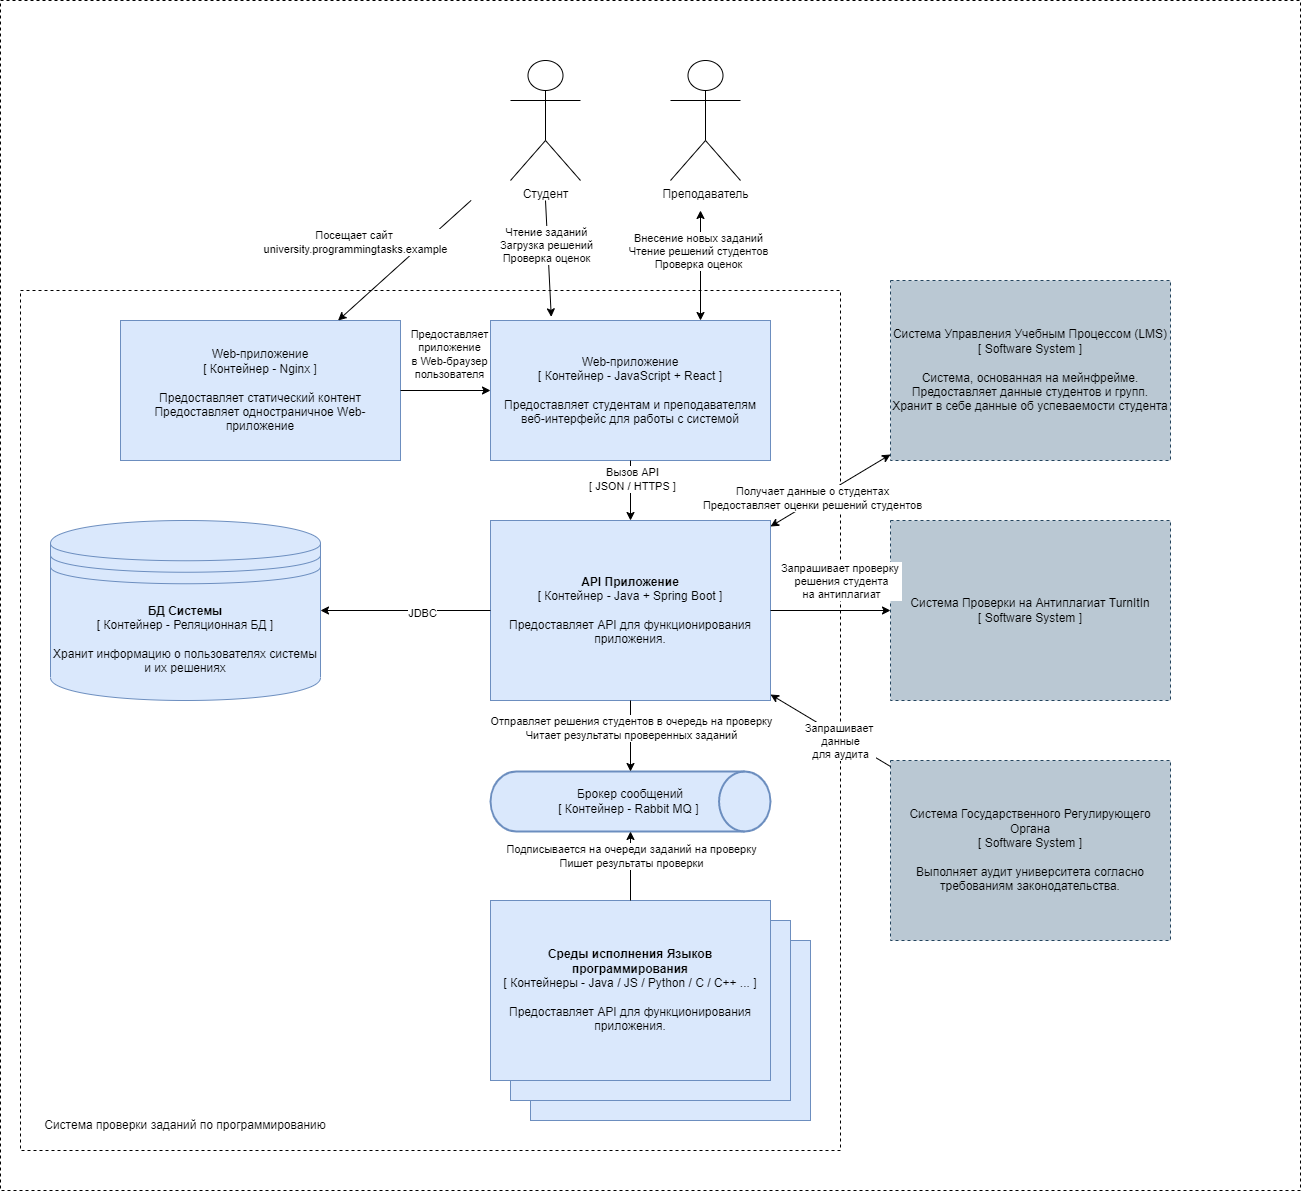 Студент
Преподаватель
Посещает сайт
university.programmingtasks.example
Чтение заданий
Загрузка решений
Проверка оценок
Внесение новых заданий
Чтение решений студентов
Проверка оценок
Web-приложение
[ Контейнер - Nginx ]
Предоставляет статический контент
Предоставляет одностраничное Web-
приложение
Предоставляет
приложение
в Web-браузер
пользователя
Web-приложение
[ Контейнер - JavaScript + React ]
Предоставляет студентам и преподавателям
веб-интерфейс для работы с системой
Система Управления Учебным Процессом (LMS)
[ Software System ]
Система, основанная на мейнфрейме.
Предоставляет данные студентов и групп.
Хранит в себе данные об успеваемости студента
Вызов API
[ JSON / HTTPS ]
Получает данные о студентах
Предоставляет оценки решений студентов
БД Системы
[ Контейнер - Реляционная БД ]
Хранит информацию о пользователях системы
и их решениях
JDBC
API Приложение
[ Контейнер - Java + Spring Boot ]
Предоставляет API для функционирования
приложения.
Запрашивает проверку
решения студента
на антиплагиат
Система Проверки на Антиплагиат TurnItIn
[ Software System ]
Отправляет решения студентов в очередь на проверку
Читает результаты проверенных заданий
Запрашивает
данные
для аудита
Брокер сообщений
[ Контейнер - Rabbit MQ ]
Система Государственного Регулирующего
Органа
[ Software System ]
Выполняет аудит университета согласно
требованиям законодательства.
Подписывается на очереди заданий на проверку
Пишет результаты проверки
Среды исполнения Языков
программирования
[ Контейнеры - Java / JS / Python / C / C++ ... ]
Предоставляет API для функционирования
приложения.
Система проверки заданий по программированию